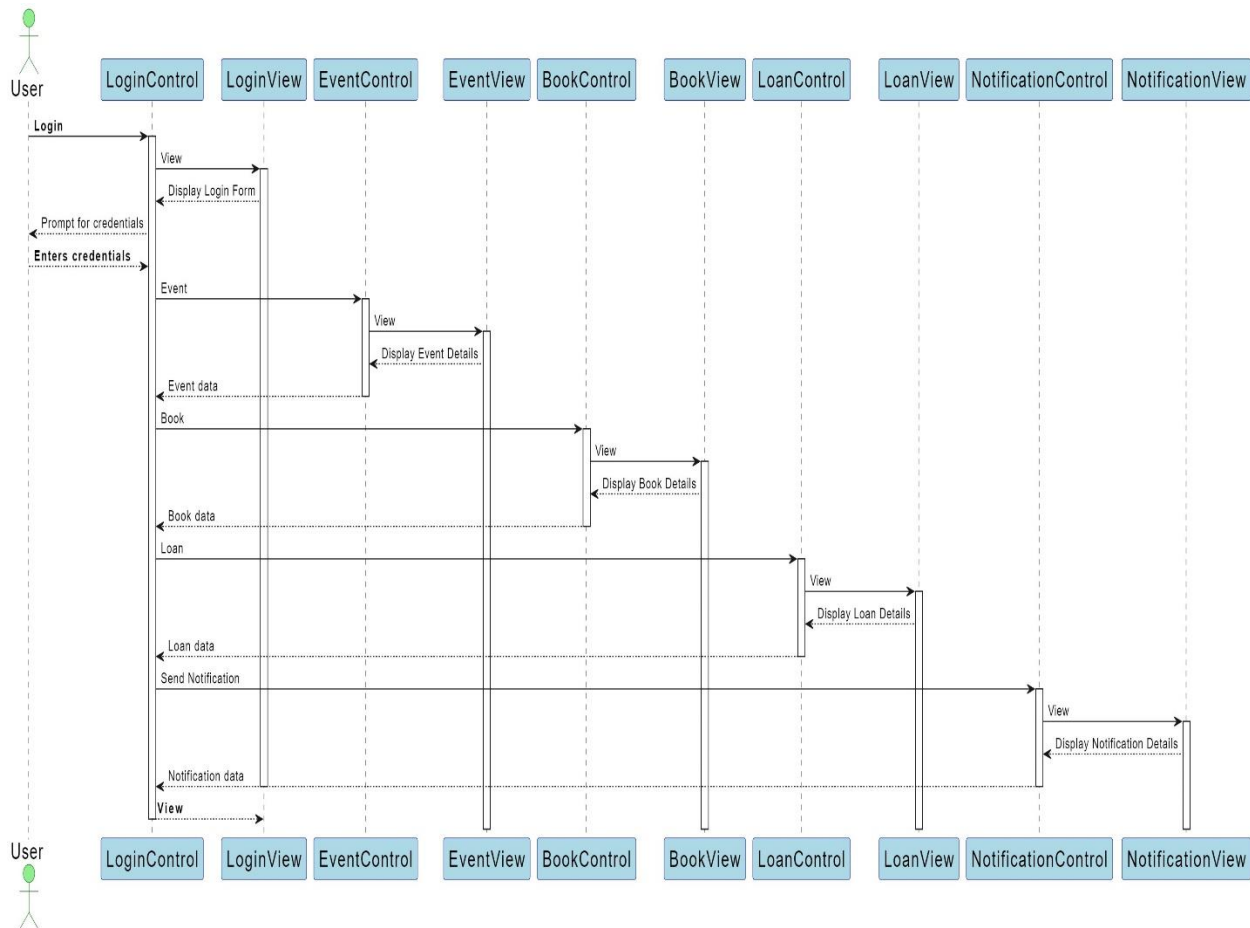 User
LoginControl LoginView EventControl EventView BookControl BookView LoanControl LoanView NotificationControl NotificationView
Login
View
Display Login Form
Prompt for credentials
Enters credentials
Event
View
Display Event Details
Event data
Book
View
Display Book Details
Book data
Loan
View
Display Loan Details
Loan data
Send Notification
View
Display Notification Details
Notification data
View
User
LoginControl LoginView EventControl EventView BookControl BookView LoanControl LoanView NotificationControl NotificationView